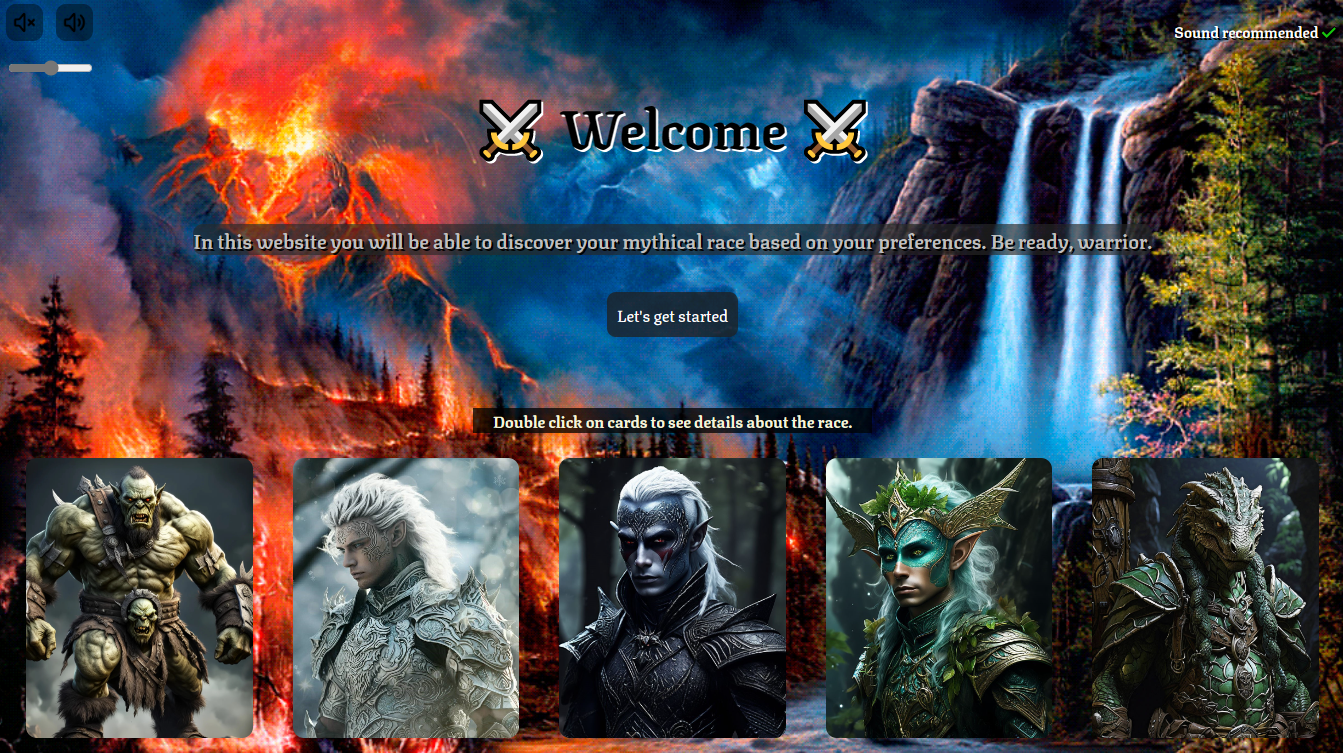 Sound recommended ✓
⚔️ Welcome ⚔️
In this website you will be able to discover your mythical race based on your preferences. Be ready, warrior.
Let's get started
Double click on cards to see details about the race.